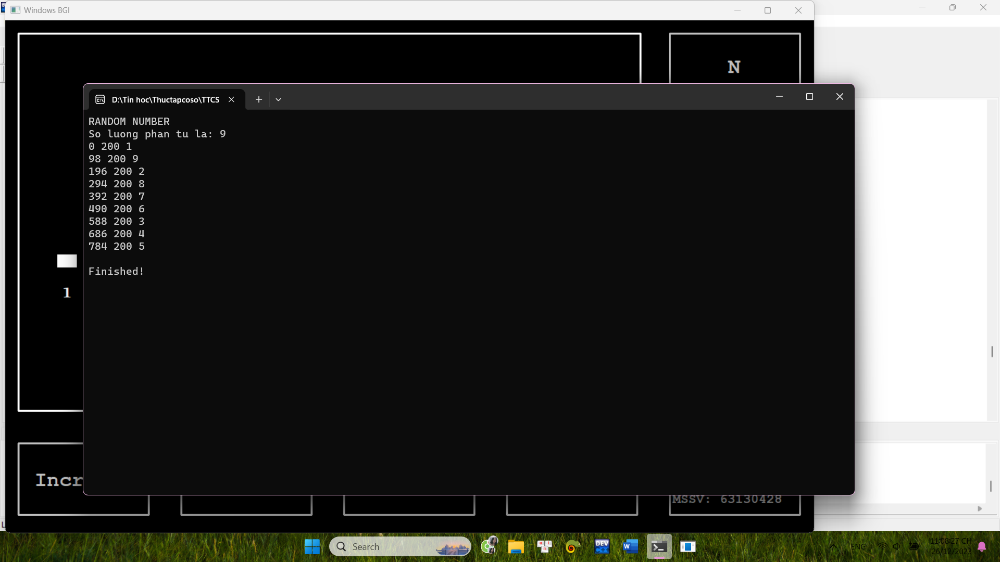 Windows BGI
N
D:\Tin hoc\Thuctapcoso\TTCS
RANDOM NUMBER
So luong phan tu la: 9
0 200 1
98 200 9
196 200 2
294 200 8
392 200 7
490 200 6
588 200 3
686 200 4
784 200 5
Finished!
1
Incr
MSSV: 63130428
L
Search
DEV
W
ENG
11:08:27 CH
26/12/2023